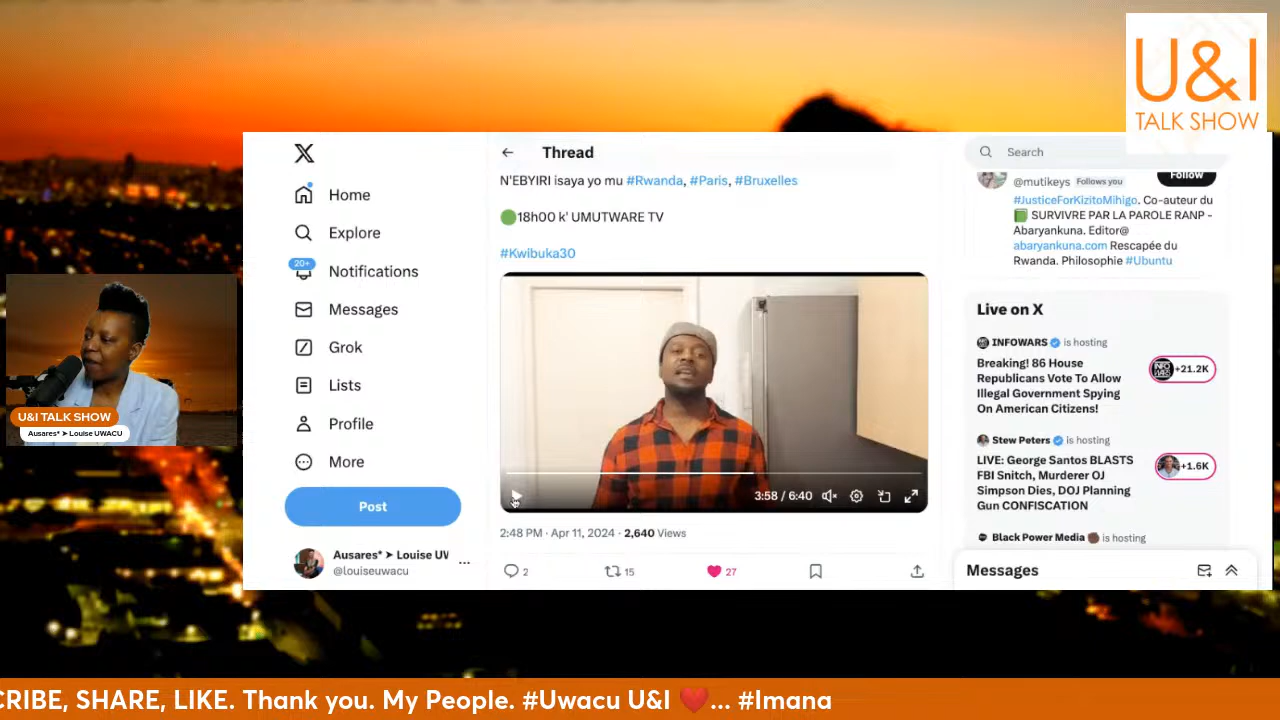 U&I
TALK SHOW
X
Home
Explore
20+
Notifications
Messages
Grok
Lists
Profile
More
Post
Ausares* ➤ Louise UV
@louiseuwacu
Thread
N'EBYIRI isaya yo mu #Rwanda, #Paris, #Bruxelles
🟢18h00 k' UMUTWARE TV
#Kwibuka30
3:58 / 6:40
2:48 PM · Apr 11, 2024 · 2,640 Views
2
15
27
Search
@mutikeys Follows you
Follow
#JusticeForKizitoMihigo. Co-auteur du
📗 SURVIVRE PAR LA PAROLE RANP -
Abaryankuna. Editor@
abaryankuna.com Rescapée du
Rwanda. Philosophie #Ubuntu
Live on X
INFOWARS is hosting
Breaking! 86 House
Republicans Vote To Allow
Illegal Government Spying
On American Citizens!
INFO WARS
+21.2K
Stew Peters is hosting
LIVE: George Santos BLASTS
FBI Snitch, Murderer OJ
Simpson Dies, DOJ Planning
Gun CONFISCATION
+1.6K
Black Power Media is hosting
Messages
U&I TALK SHOW
Ausares* ➤ Louise UWACU
CRIBE, SHARE, LIKE. Thank you. My People. #Uwacu U&I ❤️... #Imana